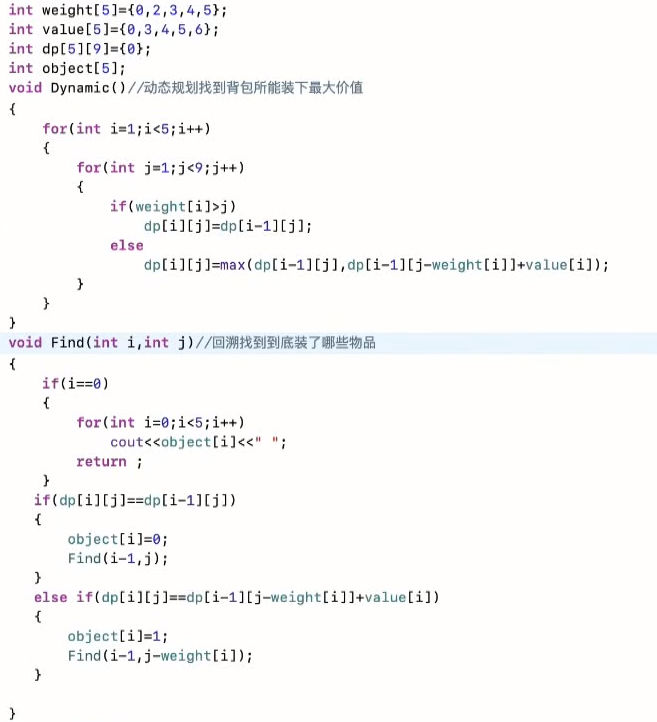 int weight[5]={0,2,3,4,5};
int value[5]={0,3,4,5,6};
int dp[5][9]={0};
int object[5];
void Dynamic()//动态规划找到背包所能装下最大价值
{
    for(int i=1;i<5;i++)
    {
        for(int j=1;j<9;j++)
        {
            if(weight[i]>j)
                dp[i][j]=dp[i-1][j];
            else
                dp[i][j]=max(dp[i-1][j],dp[i-1][j-weight[i]]+value[i]);
        }
    }
}
void Find(int i,int j)//回溯找到到底装了哪些物品
{
    if(i==0)
    {
        for(int i=0;i<5;i++)
            cout<<object[i]<<" ";
        return ;
    }
   if(dp[i][j]==dp[i-1][j])
   {
       object[i]=0;
       Find(i-1,j);
   }
   else if(dp[i][j]==dp[i-1][j-weight[i]]+value[i])
   {
       object[i]=1;
       Find(i-1,j-weight[i]);
   }
}